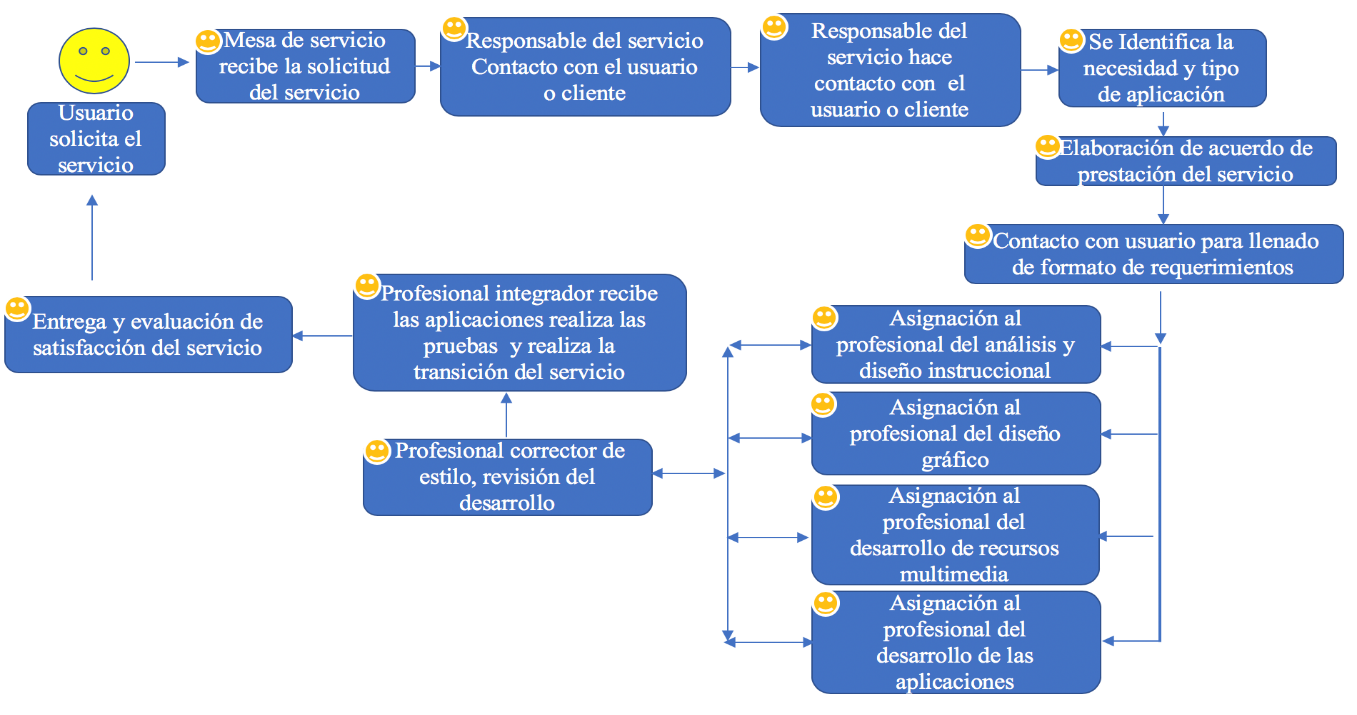 Usuario
solicita el
servicio
Mesa de servicio
recibe la solicitud
del servicio
Responsable del servicio
Contacto con el usuario
o cliente
Responsable del
servicio hace
contacto con el
usuario o cliente
Se Identifica la
necesidad y tipo
de aplicación
Elaboración de acuerdo de
prestación del servicio
Contacto con usuario para llenado
de formato de requerimientos
Asignación al
profesional del análisis y
diseño instruccional
Asignación al
profesional del diseño
gráfico
Asignación al
profesional del
desarrollo de recursos
multimedia
Asignación al
profesional del
desarrollo de las
aplicaciones
Profesional corrector de
estilo, revisión del
desarrollo
Profesional integrador recibe
las aplicaciones realiza las
pruebas y realiza la
transición del servicio
Entrega y evaluación de
satisfacción del servicio